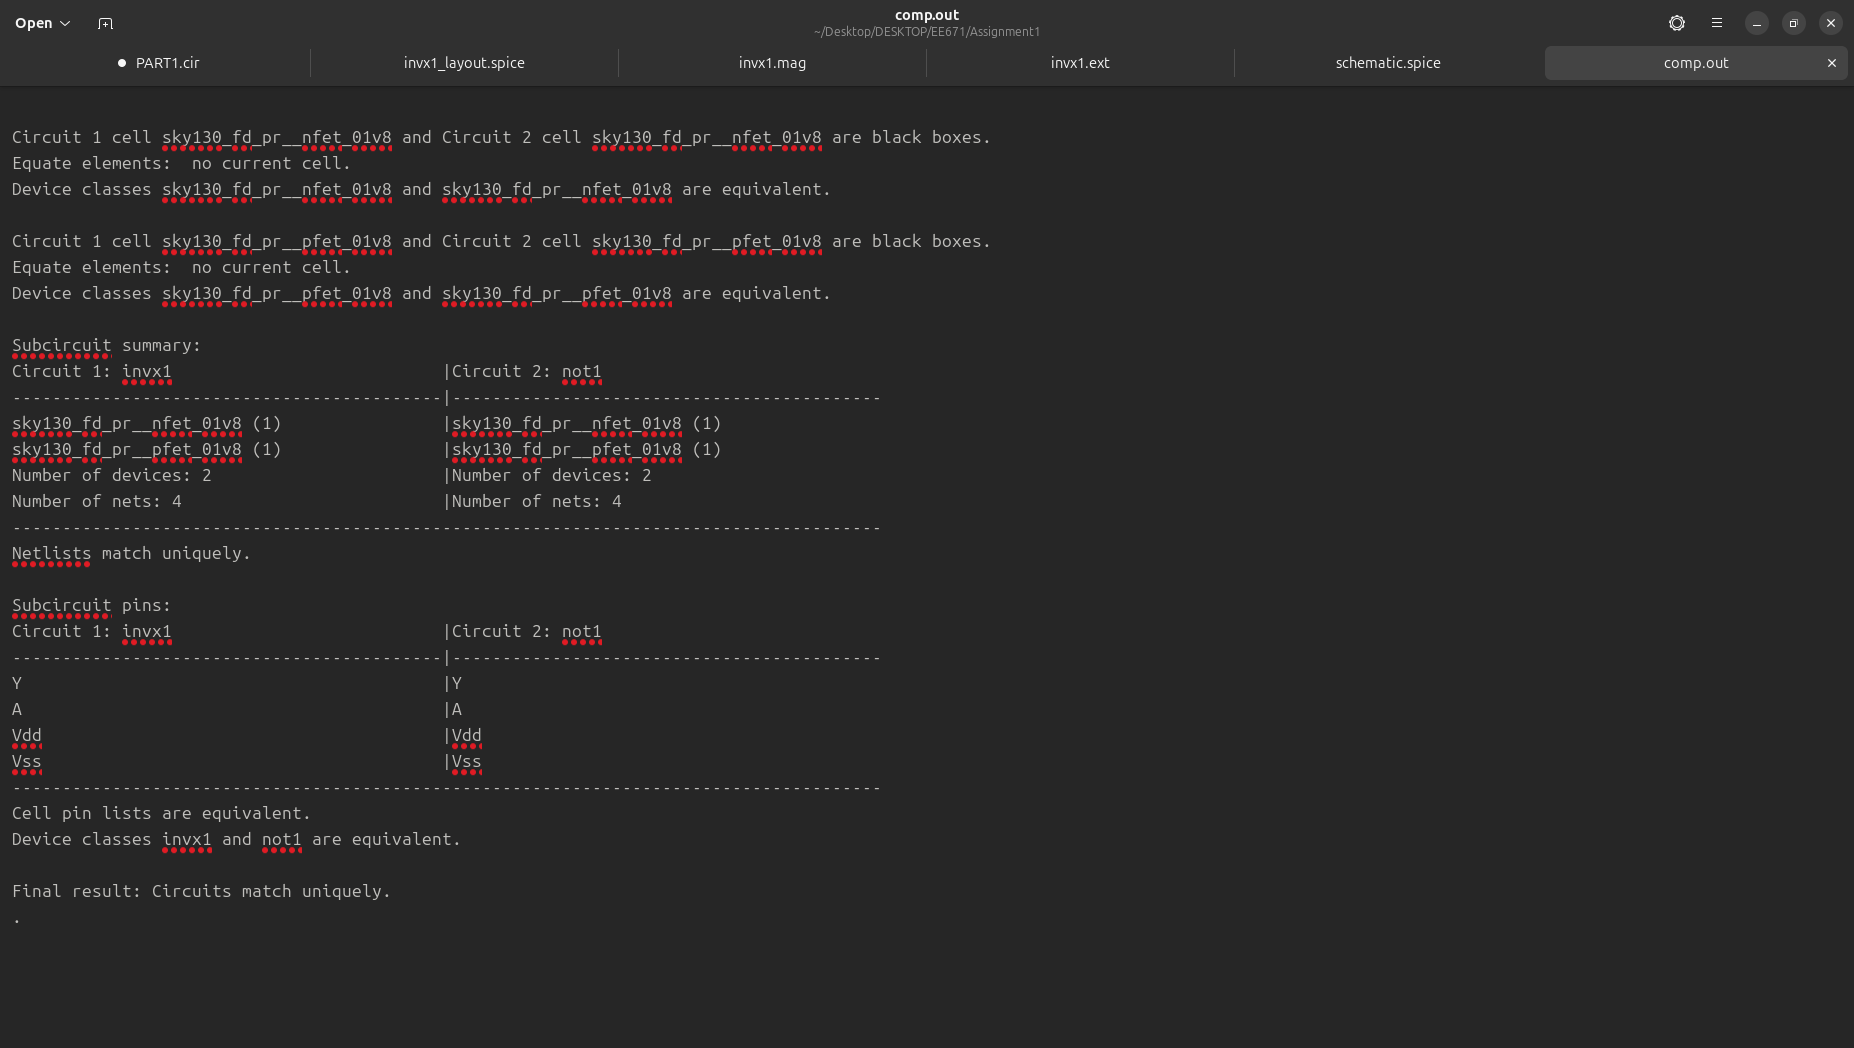 Open
comp.out
~/Desktop/DESKTOP/EE671/Assignment1
PART1.cir
invx1_layout.spice
invx1.mag
invx1.ext
schematic.spice
comp.out
Circuit 1 cell sky130_fd_pr__nfet_01v8 and Circuit 2 cell sky130_fd_pr__nfet_01v8 are black boxes.
Equate elements:  no current cell.
Device classes sky130_fd_pr__nfet_01v8 and sky130_fd_pr__nfet_01v8 are equivalent.
Circuit 1 cell sky130_fd_pr__pfet_01v8 and Circuit 2 cell sky130_fd_pr__pfet_01v8 are black boxes.
Equate elements:  no current cell.
Device classes sky130_fd_pr__pfet_01v8 and sky130_fd_pr__pfet_01v8 are equivalent.
Subcircuit summary:
Circuit 1: invx1                           |Circuit 2: not1
-------------------------------------------|-------------------------------------------
sky130_fd_pr__nfet_01v8 (1)                |sky130_fd_pr__nfet_01v8 (1)
sky130_fd_pr__pfet_01v8 (1)                |sky130_fd_pr__pfet_01v8 (1)
Number of devices: 2                       |Number of devices: 2
Number of nets: 4                          |Number of nets: 4
---------------------------------------------------------------------------------------
Netlists match uniquely.
Subcircuit pins:
Circuit 1: invx1                           |Circuit 2: not1
-------------------------------------------|-------------------------------------------
Y                                          |Y
A                                          |A
Vdd                                        |Vdd
Vss                                        |Vss
---------------------------------------------------------------------------------------
Cell pin lists are equivalent.
Device classes invx1 and not1 are equivalent.
Final result: Circuits match uniquely.
.